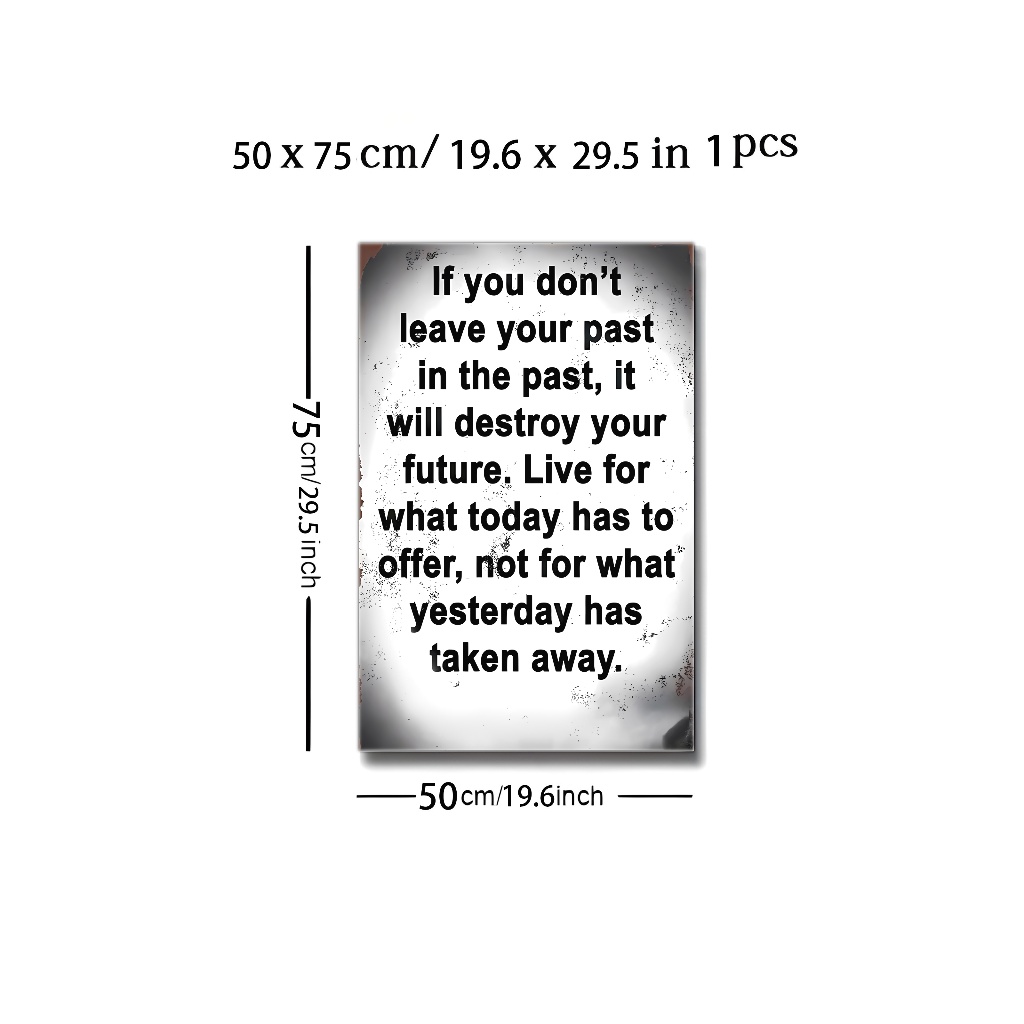 50 x 75 cm/ 19.6 x 29.5 in 1 pcs
If you don’t
leave your past
in the past, it
will destroy your
future. Live for
what today has to
offer, not for what
yesterday has
taken away.
75cm/29.5inch
50cm/19.6inch